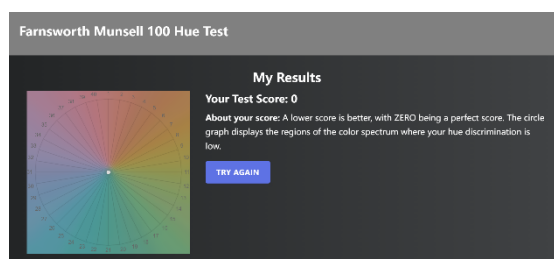 Farnsworth Munsell 100 Hue Test
My Results
Your Test Score: 0
About your score: A lower score is better, with ZERO being a perfect score. The circle
graph displays the regions of the color spectrum where your hue discrimination is
low.
TRY AGAIN